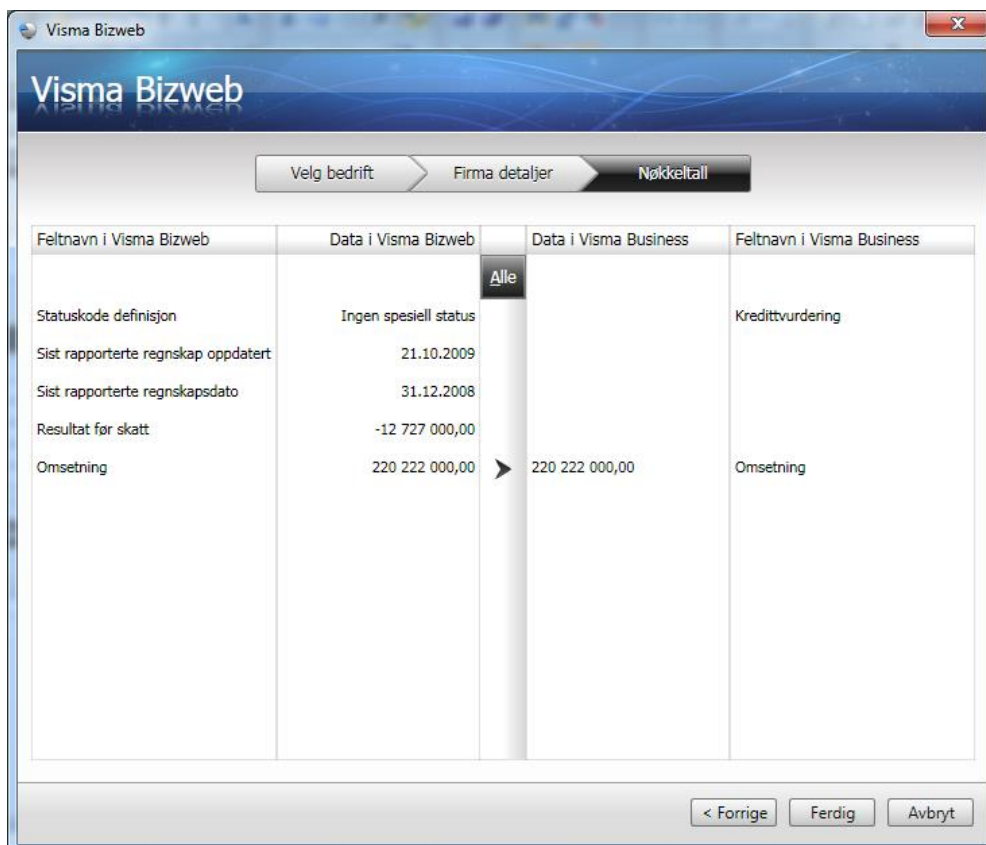 Visma Bizweb
Visma Bizweb
Velg bedrift Firma detaljer Nøkkeltall
Feltnavn i Visma Bizweb Data i Visma Bizweb Data i Visma Business Feltnavn i Visma Business
Alle
Statuskode definisjon Ingen spesiell status Kredittvurdering
Sist rapporterte regnskap oppdatert 21.10.2009
Sist rapporterte regnskapsdato 31.12.2008
Resultat før skatt -12 727 000,00
Omsetning 220 222 000,00 220 222 000,00 Omsetning
< Forrige Ferdig Avbryt